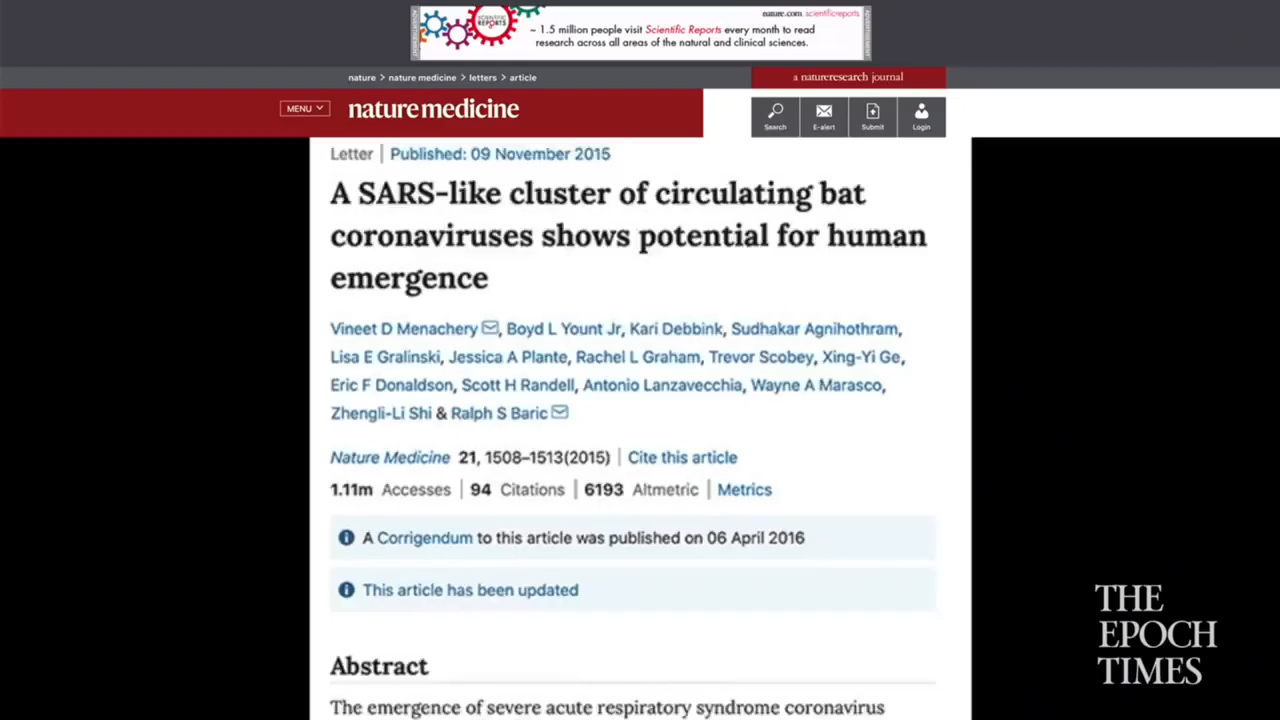 SCIENTIFIC
REPORTS
nature.com scientificreports
~ 1.5 million people visit Scientific Reports every month to read
research across all areas of the natural and clinical sciences.
nature > nature medicine > letters > article
a natureresearch journal
MENU
nature medicine
Search
E-alert
Submit
Login
Letter | Published: 09 November 2015
A SARS-like cluster of circulating bat
coronaviruses shows potential for human
emergence
Vineet D Menachery, Boyd L Yount Jr, Kari Debbink, Sudhakar Agnihothram,
Lisa E Gralinski, Jessica A Plante, Rachel L Graham, Trevor Scobey, Xing-Yi Ge,
Eric F Donaldson, Scott H Randell, Antonio Lanzavecchia, Wayne A Marasco,
Zhengli-Li Shi & Ralph S Baric
Nature Medicine 21, 1508–1513(2015) | Cite this article
1.11m Accesses | 94 Citations | 6193 Altmetric | Metrics
A Corrigendum to this article was published on 06 April 2016
This article has been updated
Abstract
The emergence of severe acute respiratory syndrome coronavirus
THE
EPOCH
TIMES